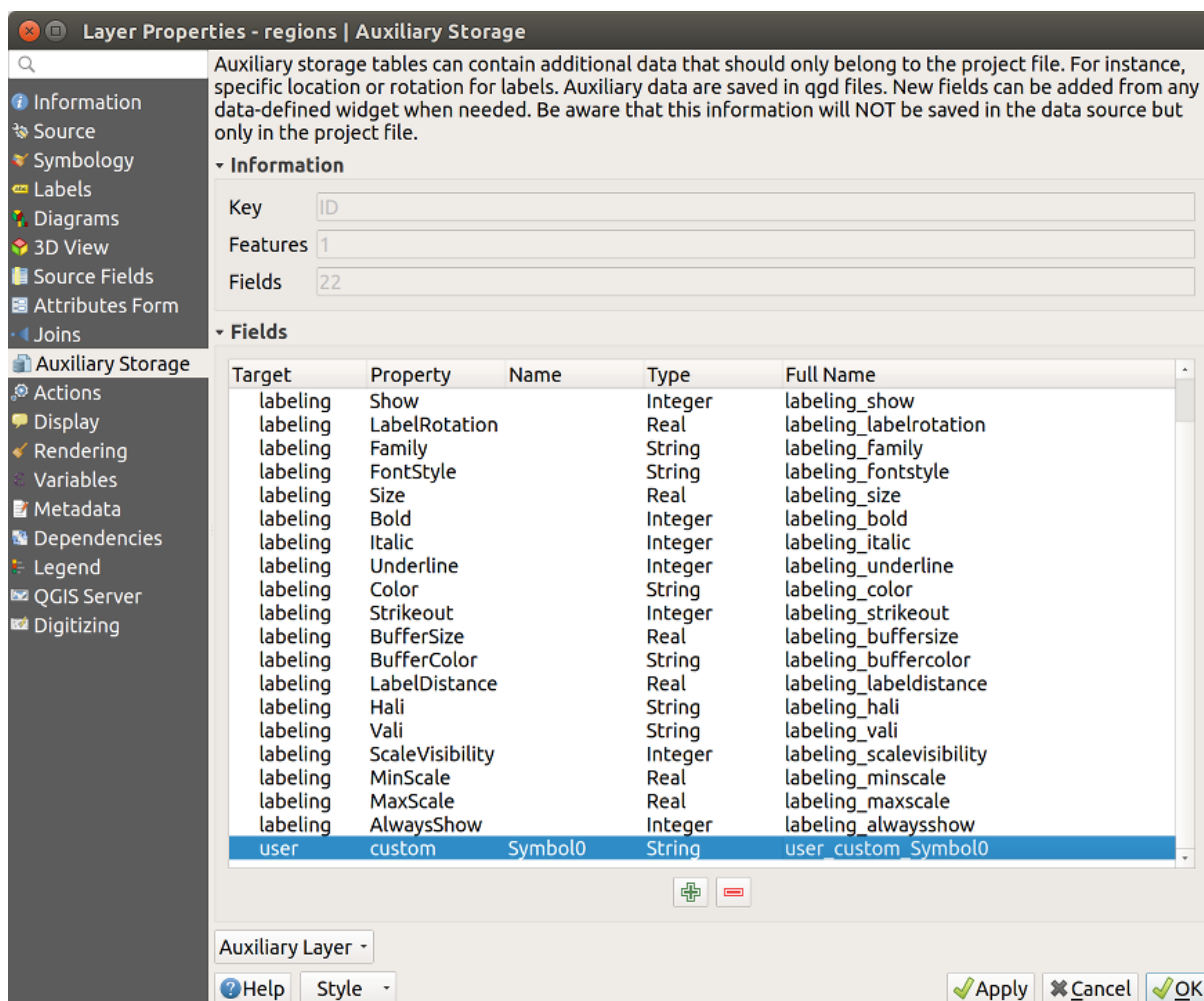 Layer Properties - regions | Auxiliary Storage
Information
Source
Symbology
Labels
Diagrams
3D View
Source Fields
Attributes Form
Joins
Auxiliary Storage
Actions
Display
Rendering
Variables
Metadata
Dependencies
Legend
QGIS Server
Digitizing
Auxiliary storage tables can contain additional data that should only belong to the project file. For instance,
specific location or rotation for labels. Auxiliary data are saved in qgd files. New fields can be added from any
data-defined widget when needed. Be aware that this information will NOT be saved in the data source but
only in the project file.
Information
Key ID
Features 1
Fields 22
Fields
Target Property Name Type Full Name
labeling Show Integer labeling_show
labeling LabelRotation Real labeling_labelrotation
labeling Family String labeling_family
labeling FontStyle String labeling_fontstyle
labeling Size Real labeling_size
labeling Bold Integer labeling_bold
labeling Italic Integer labeling_italic
labeling Underline Integer labeling_underline
labeling Color String labeling_color
labeling Strikeout Integer labeling_strikeout
labeling BufferSize Real labeling_buffersize
labeling BufferColor String labeling_buffercolor
labeling LabelDistance Real labeling_labeldistance
labeling Hali String labeling_hali
labeling Vali String labeling_vali
labeling ScaleVisibility Integer labeling_scalevisibility
labeling MinScale Real labeling_minscale
labeling MaxScale Real labeling_maxscale
labeling AlwaysShow Integer labeling_alwaysshow
user custom Symbol0 String user_custom_Symbol0
Auxiliary Layer
Help Style Apply Cancel OK